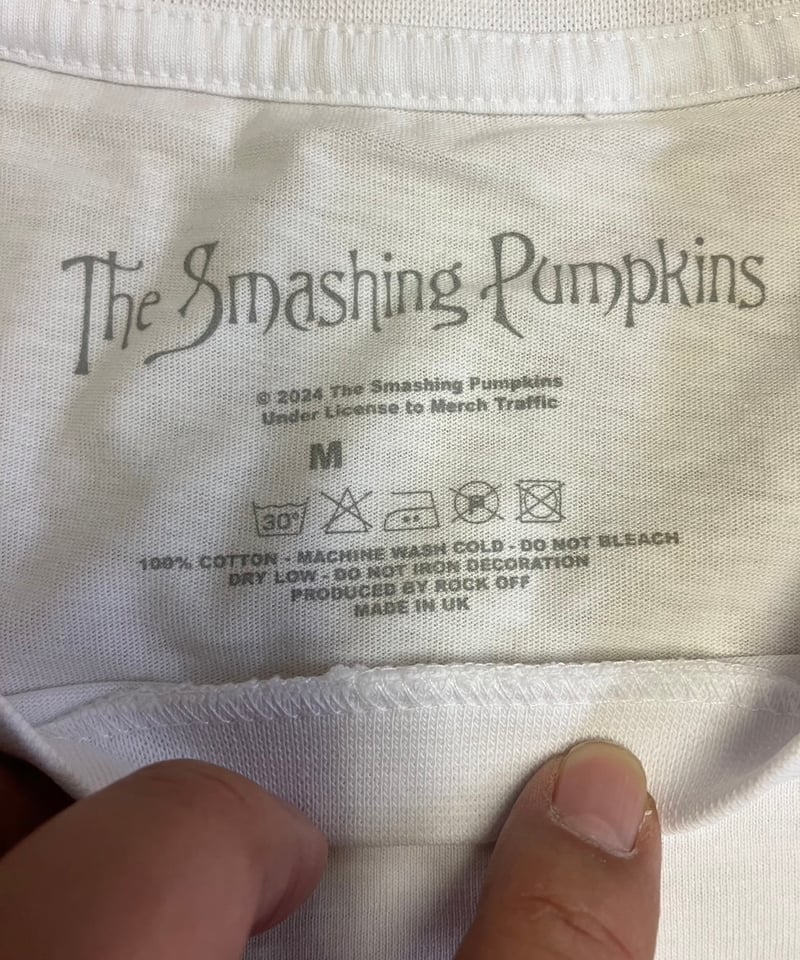 The Smashing Pumpkins
© 2024 The Smashing Pumpkins
Under License to Merch Traffic
M
30°
P
100% COTTON - MACHINE WASH COLD - DO NOT BLEACH
DRY LOW - DO NOT IRON DECORATION
PRODUCED BY ROCK OFF
MADE IN UK